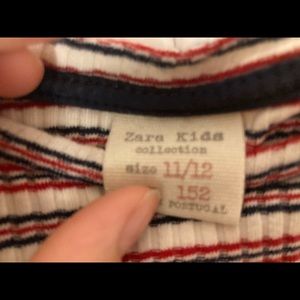 Zara Kids
collection
size 11/12
152
PORTUGAL